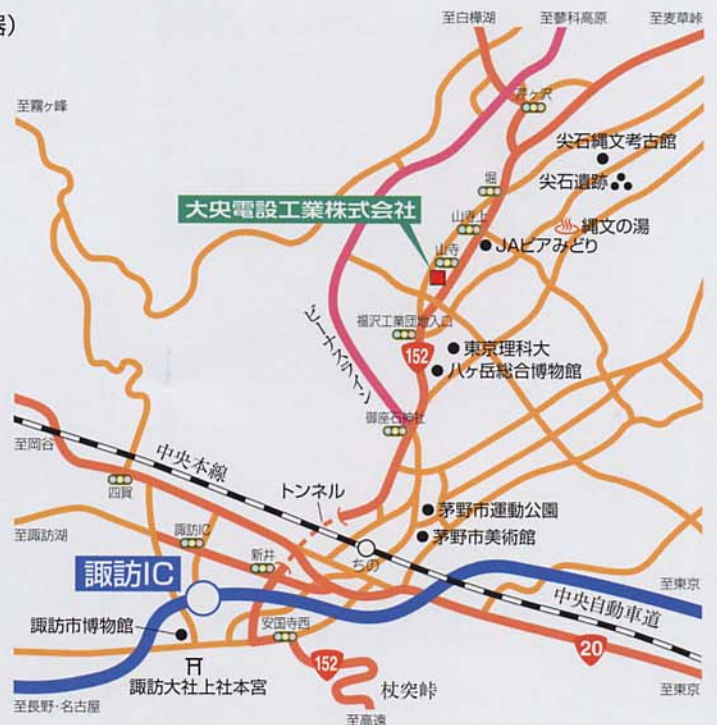 器)
至白樺湖
至蓼科高原
至麦草峠
至霧ヶ峰
芹ヶ沢
尖石縄文考古館
堀
尖石遺跡
大央電設工業株式会社
山寺上
縄文の湯
JAピアみどり
山寺
ビーナスライン
福沢工業団地入口
152
東京理科大
八ヶ岳総合博物館
御座石神社
至岡谷
中央本線
四賀
トンネル
茅野市運動公園
至諏訪湖
諏訪IC
茅野市美術館
新井
ちの
諏訪IC
至東京
中央自動車道
諏訪市博物館
安国寺西
20
152
諏訪大社上社本宮
杖突峠
至東京
至長野・名古屋
至高遠